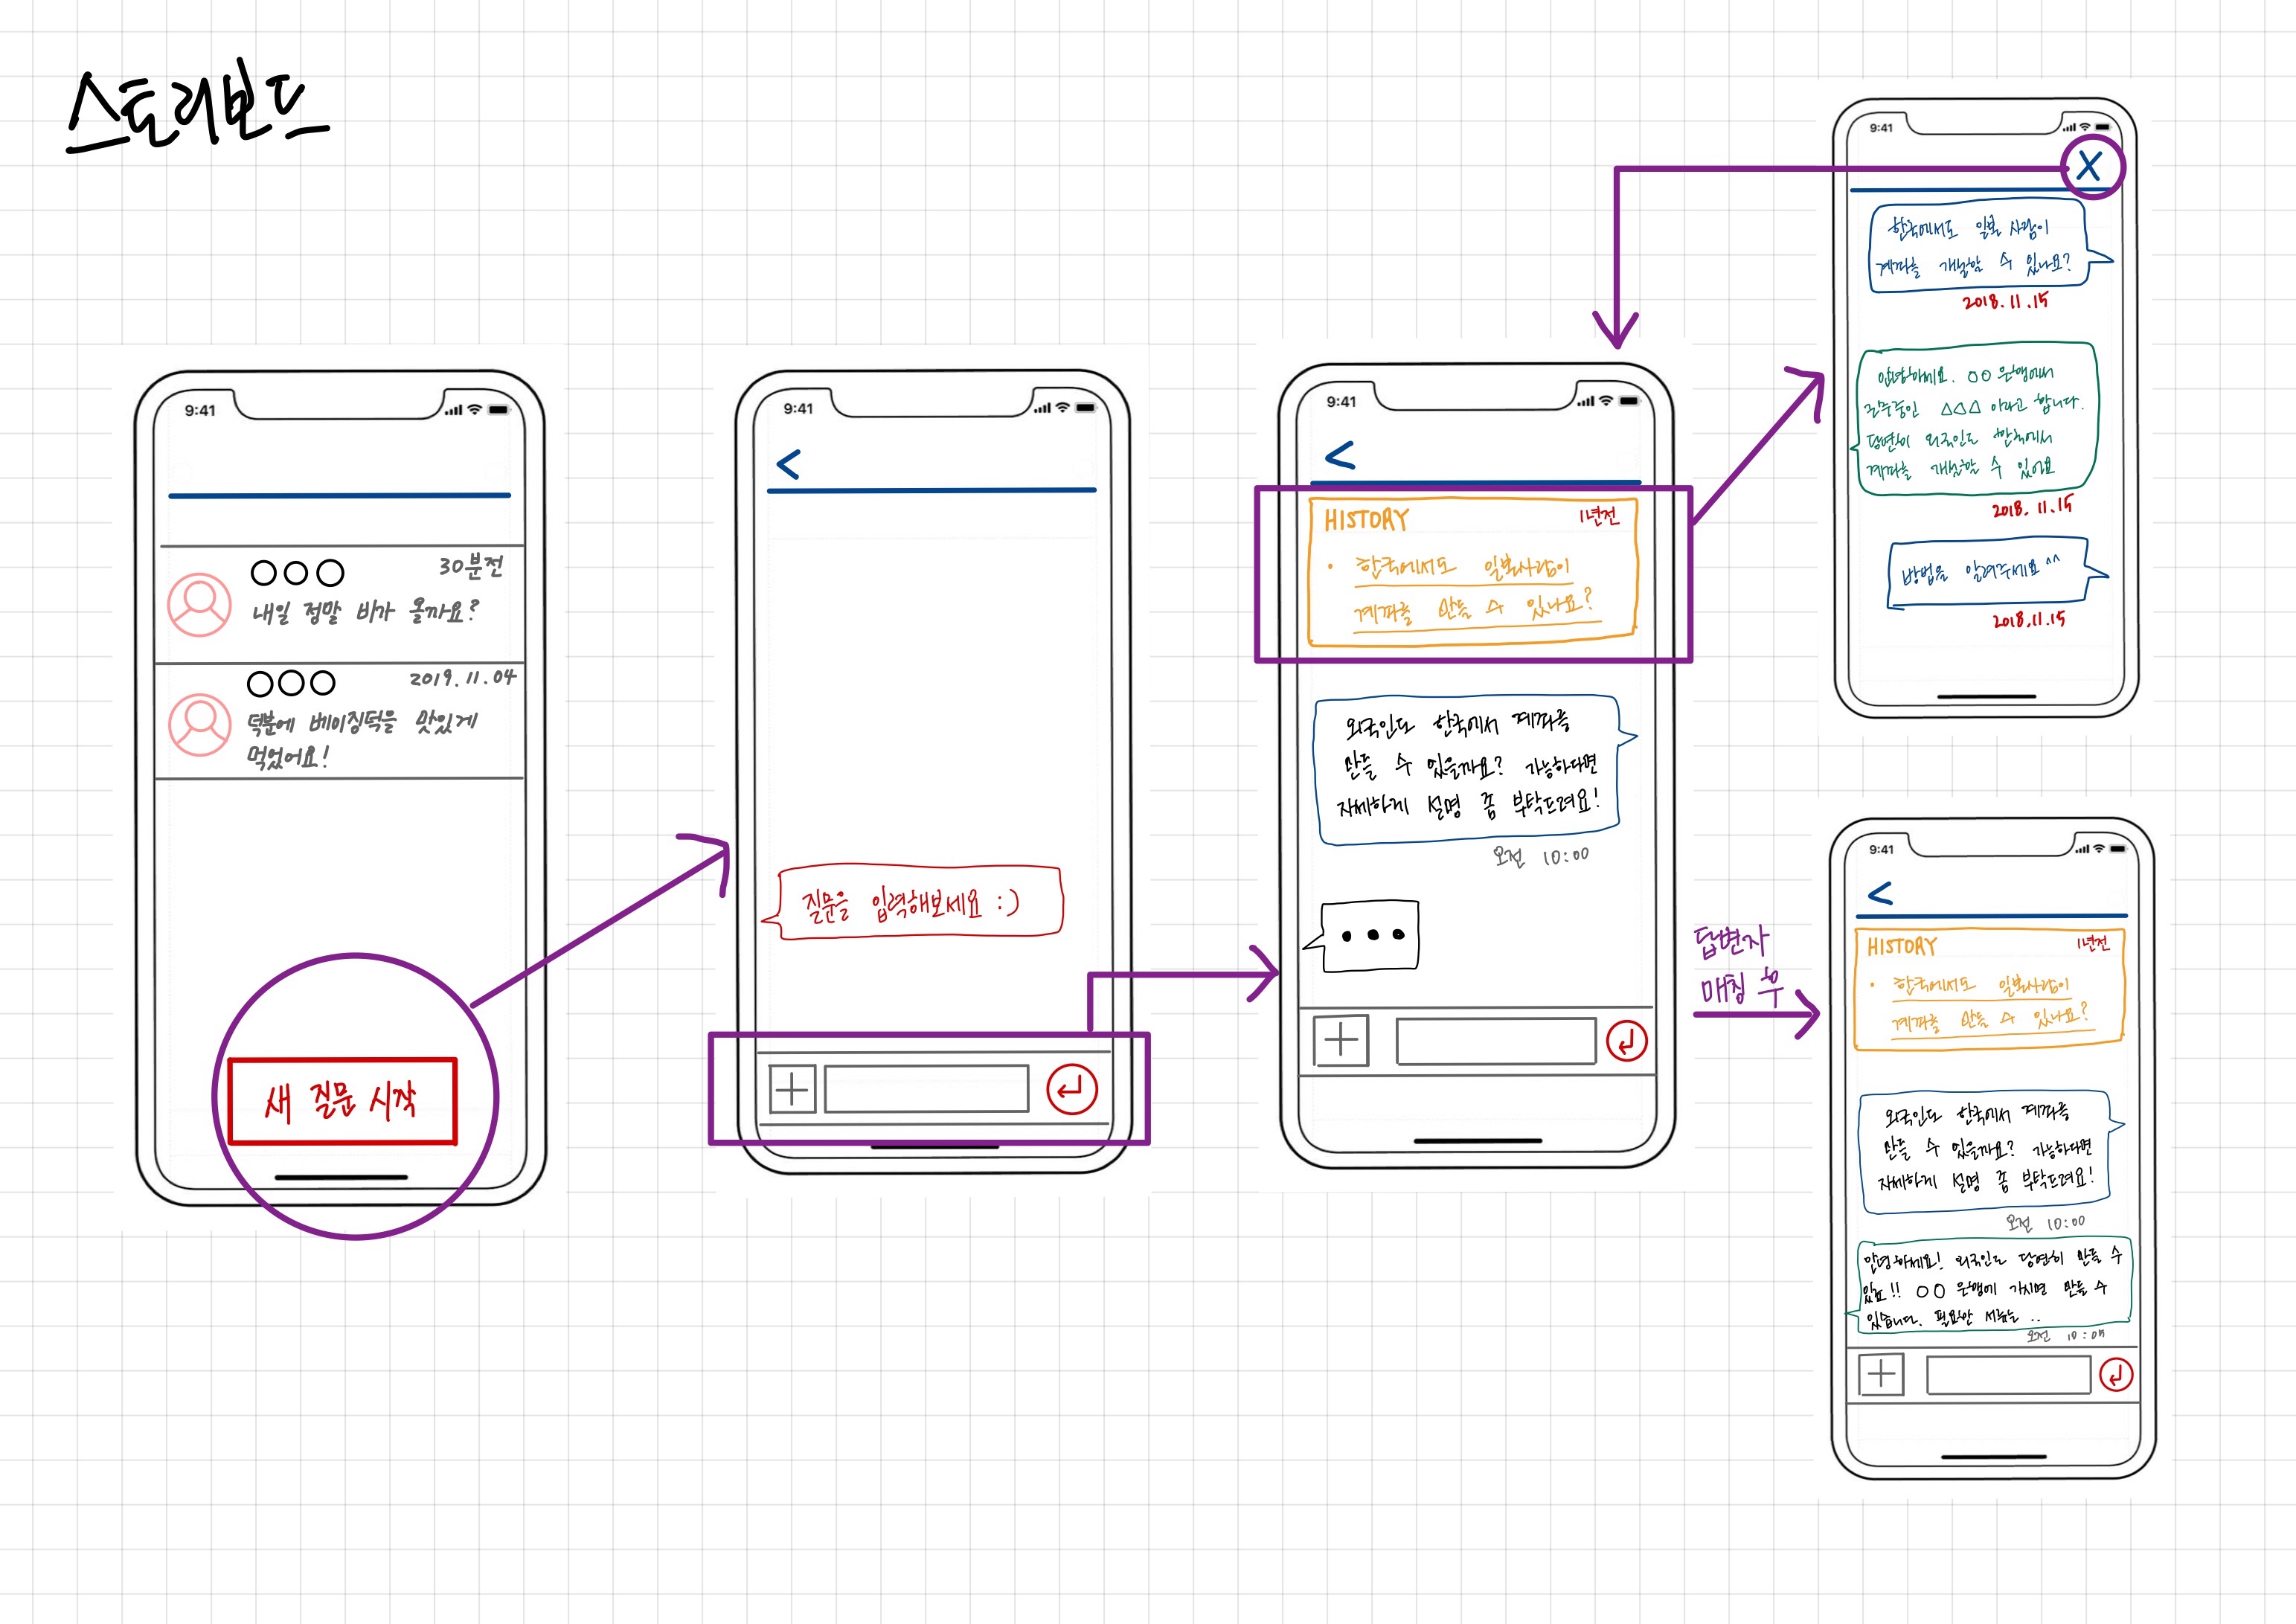 스토리보드
9:41
○○○
30분전
내일 정말 비가 올까요?
○○○
2019.11.04
덕분에 베이징덕을 맛있게
먹었어요!
새 질문 시작
9:41
<
질문을 입력해보세요 :)
9:41
<
HISTORY
1년전
• 한국에서도 일본사람이
계좌를 만들 수 있나요?
외국인도 한국에서 계좌를
만들 수 있을까요? 가능하다면
자세하게 설명 좀 부탁드려요!
오전 10:00
•••
9:41
X
한국에서도 일본 사람이
계좌를 개설할 수 있나요?
2018.11.15
안녕하세요. ○○ 은행에서
근무중인 △△△ 이라고 합니다.
당연히 외국인도 한국에서
계좌를 개설할 수 있어요
2018.11.15
방법을 알려주세요^^
2018.11.15
답변자
매칭 후
9:41
<
HISTORY
1년전
• 한국에서도 일본사람이
계좌를 만들 수 있나요?
외국인도 한국에서 계좌를
만들 수 있을까요? 가능하다면
자세하게 설명 좀 부탁드려요!
오전 10:00
안녕하세요! 외국인도 당연히 만들 수
!! ○○ 은행에 가시면 만들 수
있습니다. 필요한 서류는 ..
오전 10:05